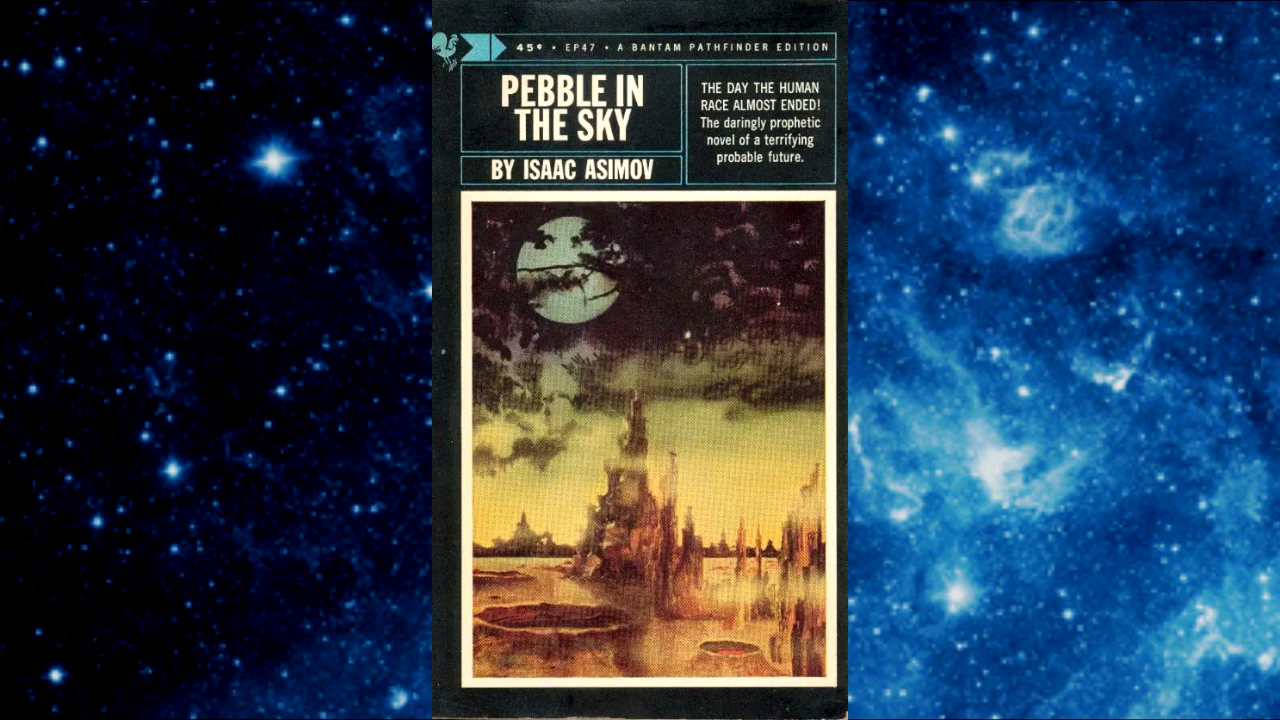 45¢ • EP47 • A BANTAM PATHFINDER EDITION
PEBBLE IN
THE SKY
BY ISAAC ASIMOV
THE DAY THE HUMAN
RACE ALMOST ENDED!
The daringly prophetic
novel of a terrifying
probable future.